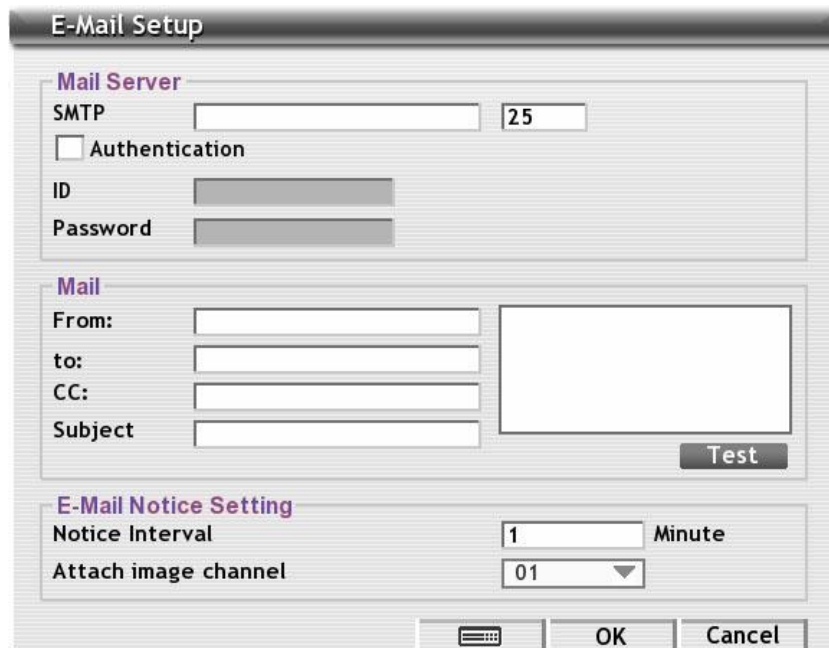 E-Mail Setup
Mail Server
SMTP 25
Authentication
ID
Password
Mail
From:
to:
CC:
Subject
Test
E-Mail Notice Setting
Notice Interval 1 Minute
Attach image channel 01
OK Cancel